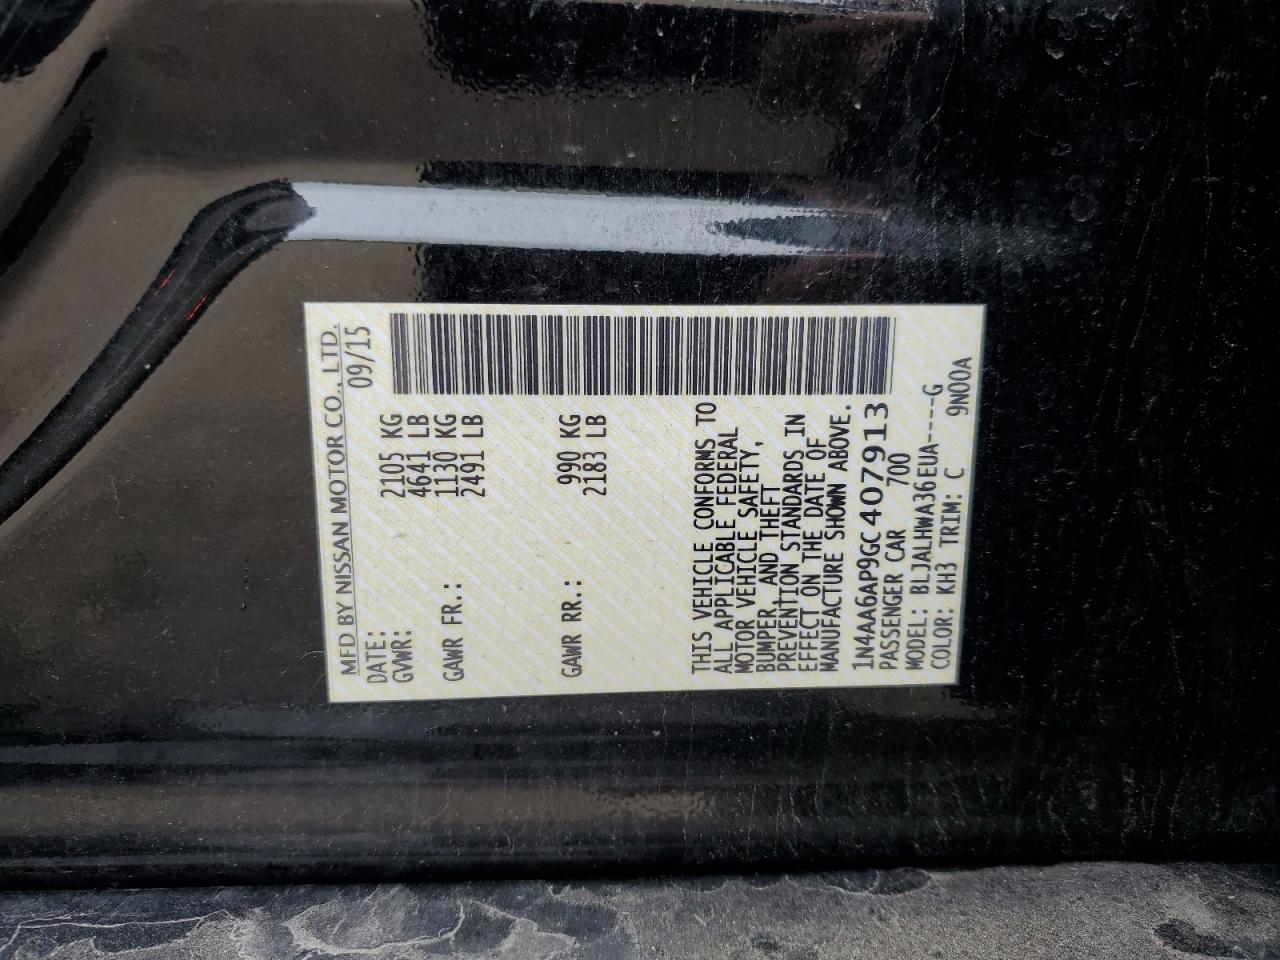 MFD BY NISSAN MOTOR CO., LTD.
DATE: 09/15
GVWR: 2105 KG
4641 LB
GAWR FR.: 1130 KG
2491 LB
GAWR RR.: 990 KG
2183 LB
THIS VEHICLE CONFORMS TO
ALL APPLICABLE FEDERAL
MOTOR VEHICLE SAFETY,
BUMPER, AND THEFT
PREVENTION STANDARDS IN
EFFECT ON THE DATE OF
MANUFACTURE SHOWN ABOVE.
1N4AA6AP9GC407913
PASSENGER CAR 700
MODEL: BLJALHWA36EUA-----G
COLOR: KH3 TRIM: C 9N00A